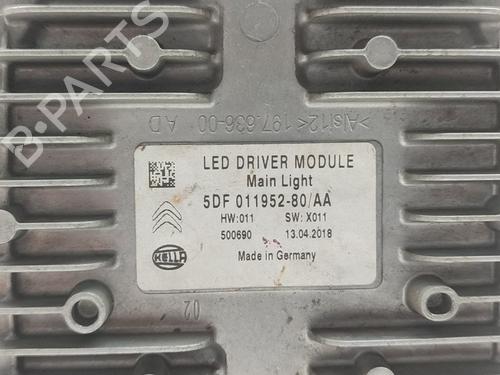 B-PARTS
>AlSi12< 197.636-00 AD
LED DRIVER MODULE
Main Light
5DF 011952-80/AA
HW:011 SW: X011
500690 13.04.2018
HELLA
Made in Germany
02